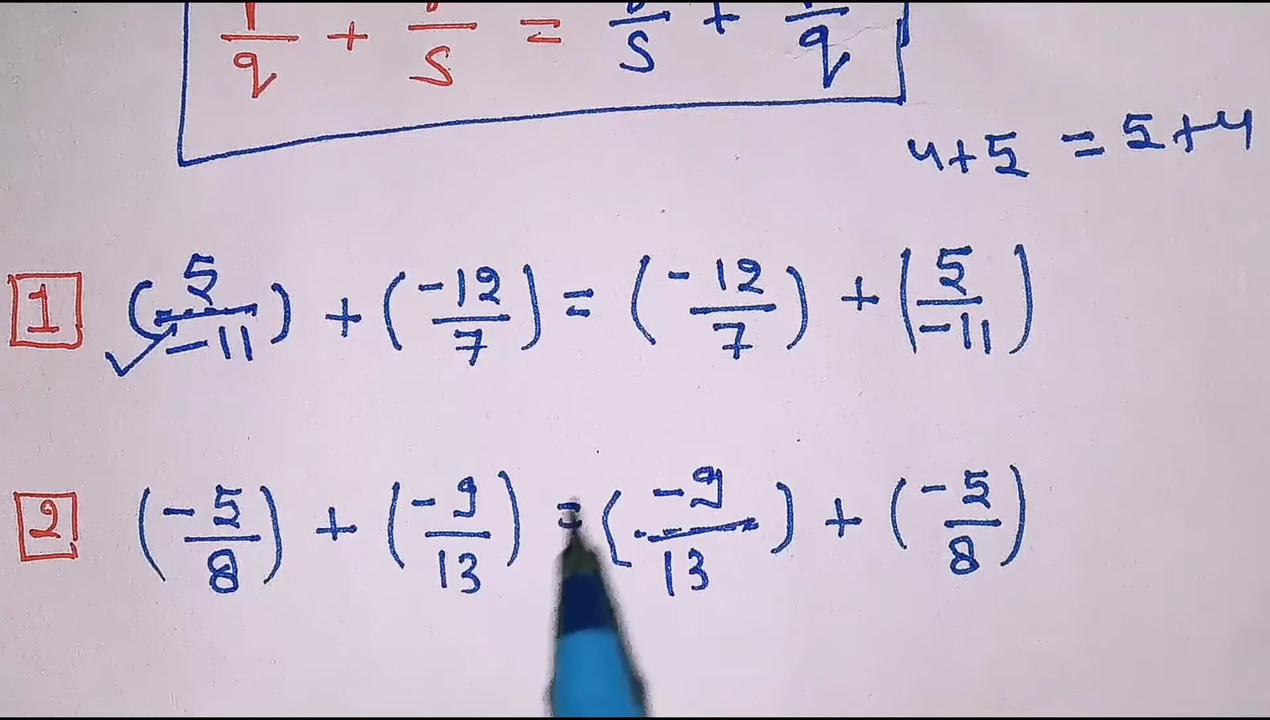 /q + /s = /s + /q
4+5 = 5+4
1 (5/-11) + (-12/7) = (-12/7) + (5/-11)
2 (-5/8) + (-9/13) = (-9/13) + (-5/8)